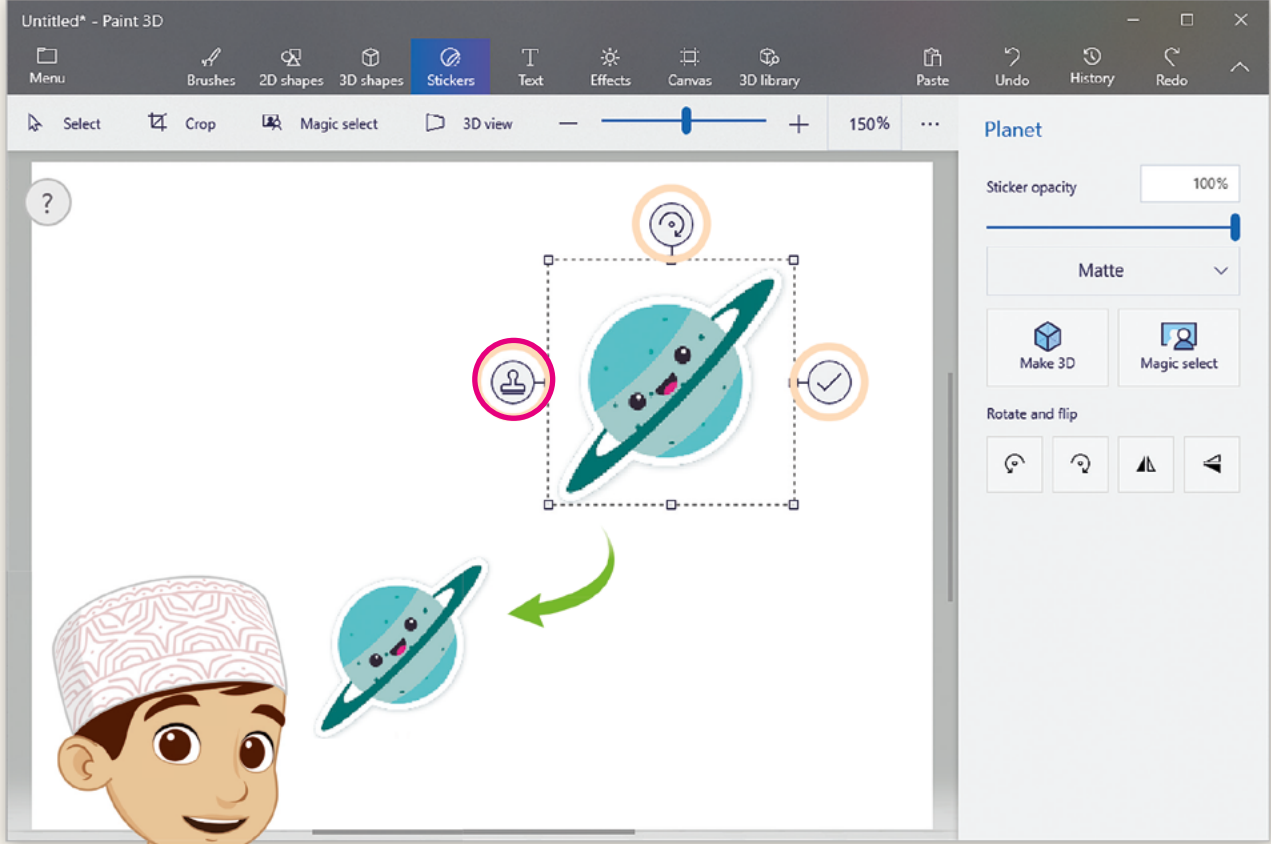 Untitled* - Paint 3D
Menu
Brushes
2D shapes
3D shapes
Stickers
Text
Effects
Canvas
3D library
Paste
Undo
History
Redo
Select
Crop
Magic select
3D view
150%
Planet
Sticker opacity
100%
Matte
Make 3D
Magic select
Rotate and flip
?